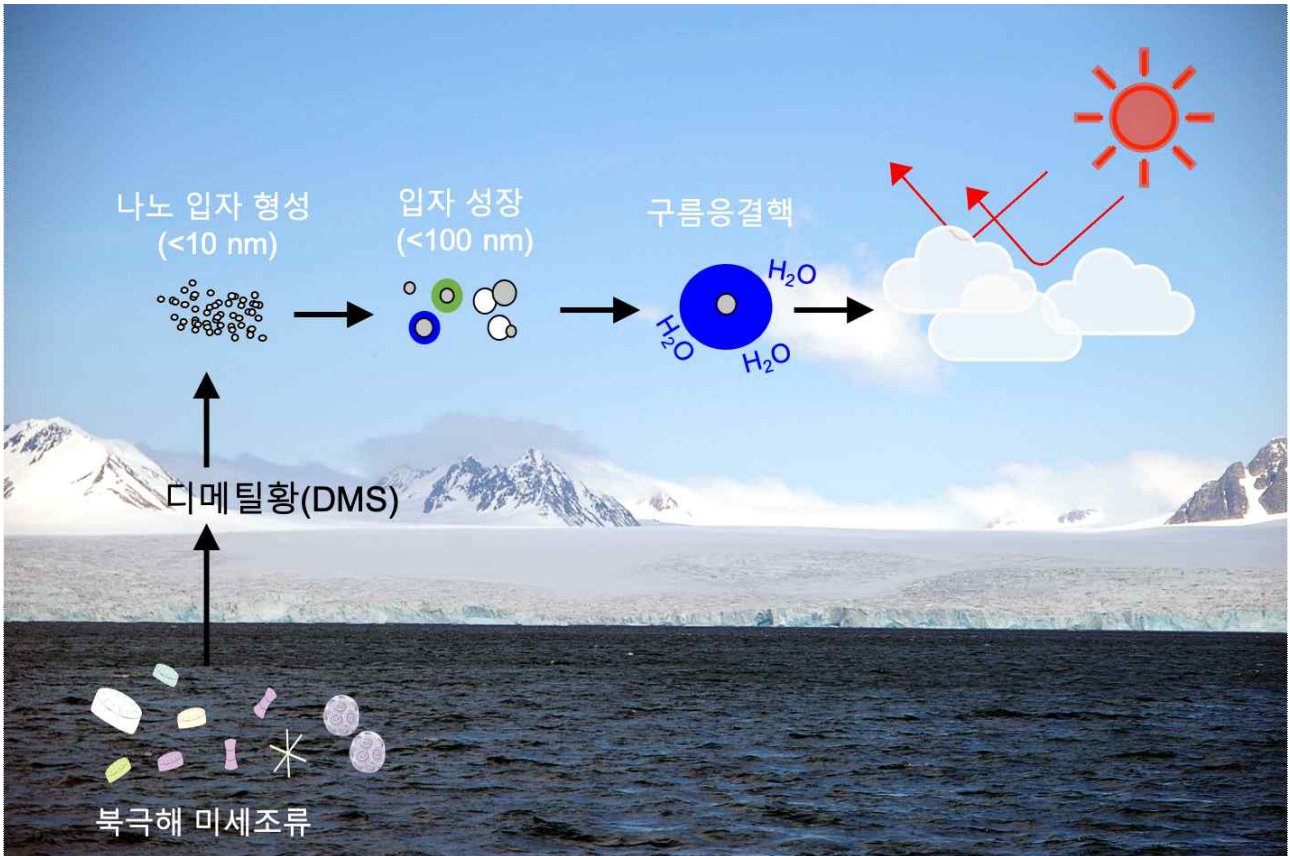 나노 입자 형성
(<10 nm)
입자 성장
(<100 nm)
구름응결핵
H₂O
H₂O
H₂O
디메틸황(DMS)
북극해 미세조류